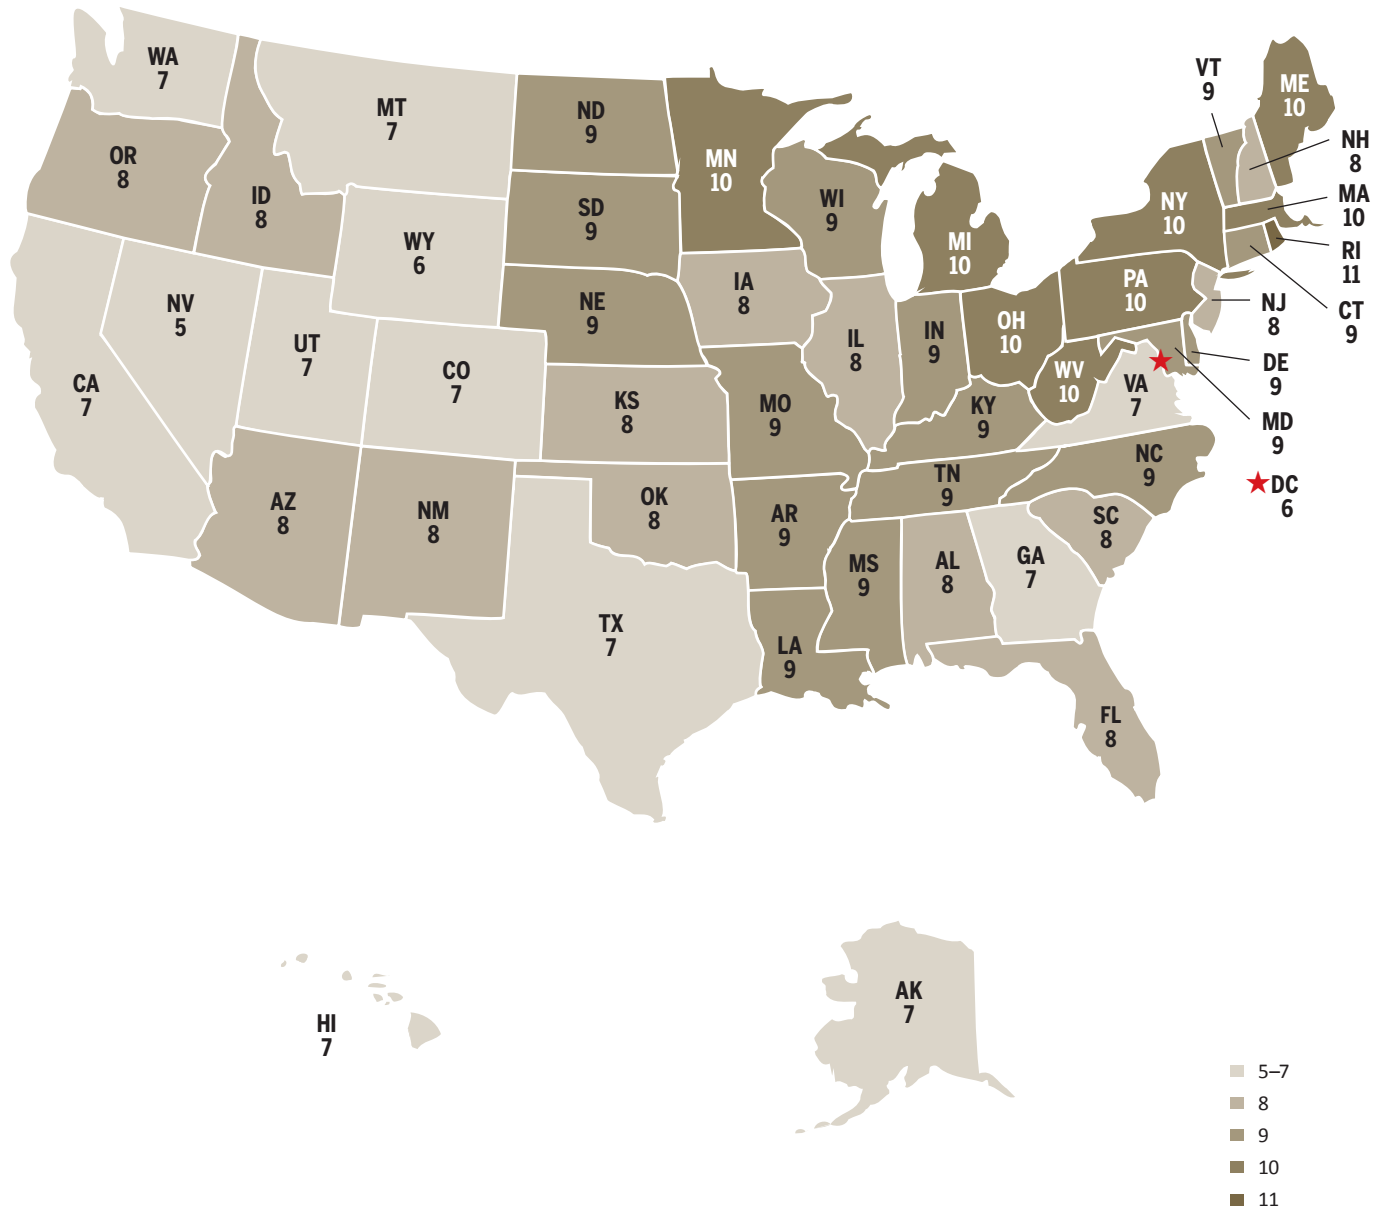 WA
7
MT
7
ND
9
MN
10
VT
9
ME
10
NH
8
OR
8
ID
8
SD
9
WI
9
MI
10
NY
10
MA
10
RI
11
WY
6
IA
8
PA
10
NJ
8
CT
9
NV
5
UT
7
CO
7
NE
9
IL
8
IN
9
OH
10
WV
10
VA
7
DE
9
MD
9
CA
7
KS
8
MO
9
KY
9
NC
9
DC
6
AZ
8
NM
8
OK
8
AR
9
TN
9
SC
8
MS
9
AL
8
GA
7
TX
7
LA
9
FL
8
HI
7
AK
7
5–7
8
9
10
11